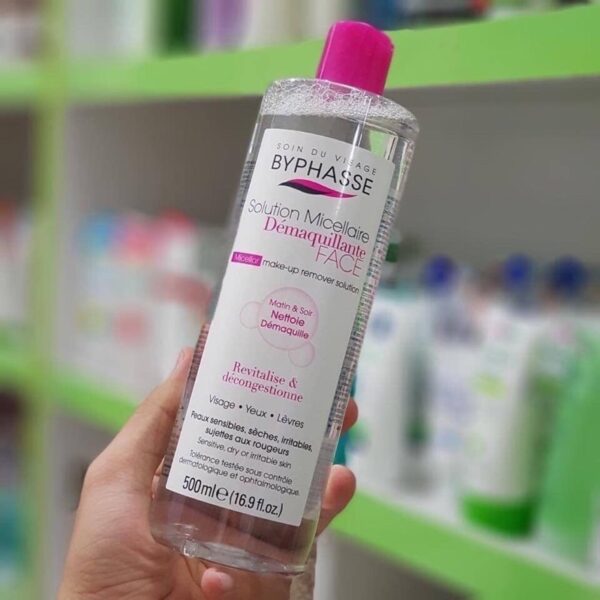 SOIN DU VISAGE
BYPHASSE
Solution Micellaire
Démaquillante
FACE
Micellar make-up remover solution
Matin & Soir
Nettoie
Démaquille
Revitalise &
décongestionne
Visage • Yeux • Lèvres
Peaux sensibles, sèches, irritables,
sujettes aux rougeurs
Sensitive, dry or irritable skin
Tolérance testée sous contrôle
dermatologique et ophtalmologique.
500 ml e (16.9 fl.oz.)